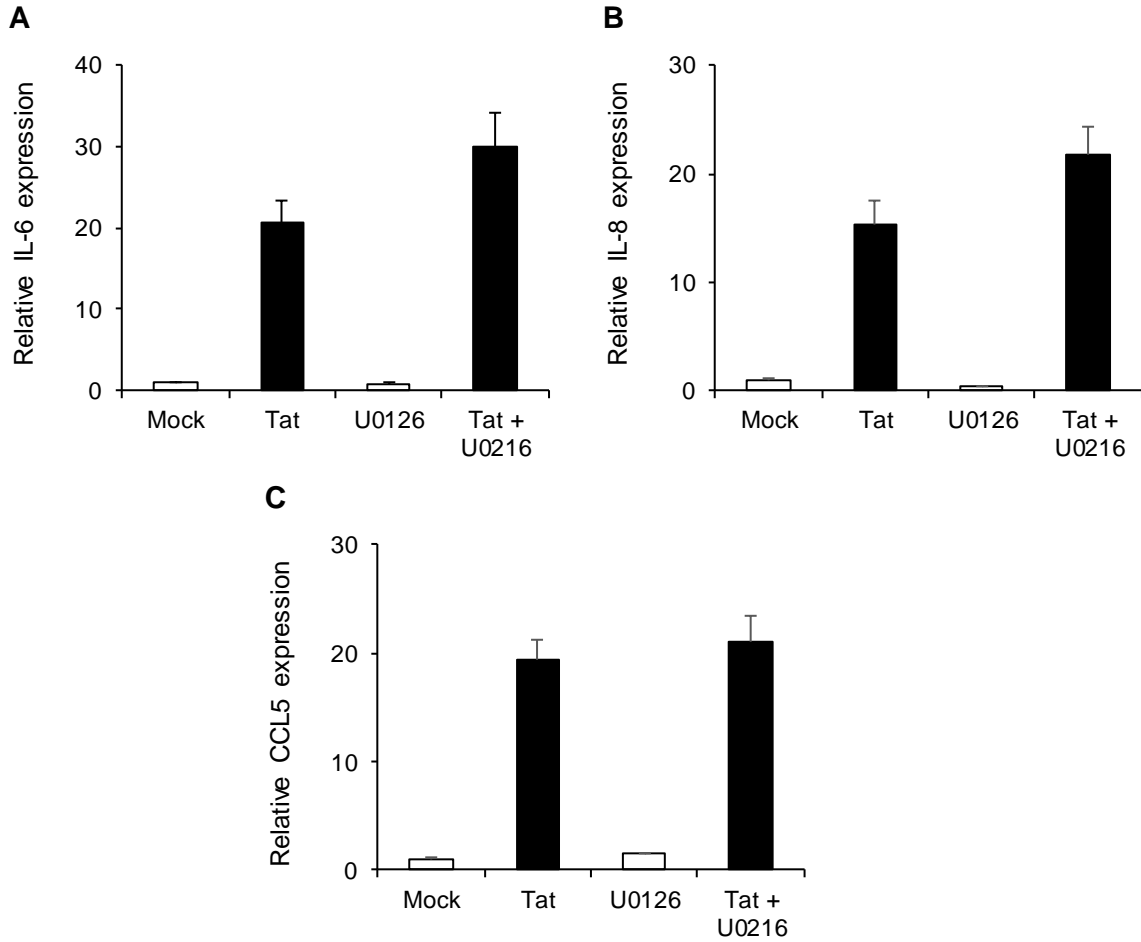 A
Relative IL-6 expression
40
30
20
10
0
Mock Tat U0126 Tat +
U0216
B
Relative IL-8 expression
30
20
10
0
Mock Tat U0126 Tat +
U0216
C
Relative CCL5 expression
30
20
10
0
Mock Tat U0126 Tat +
U0216